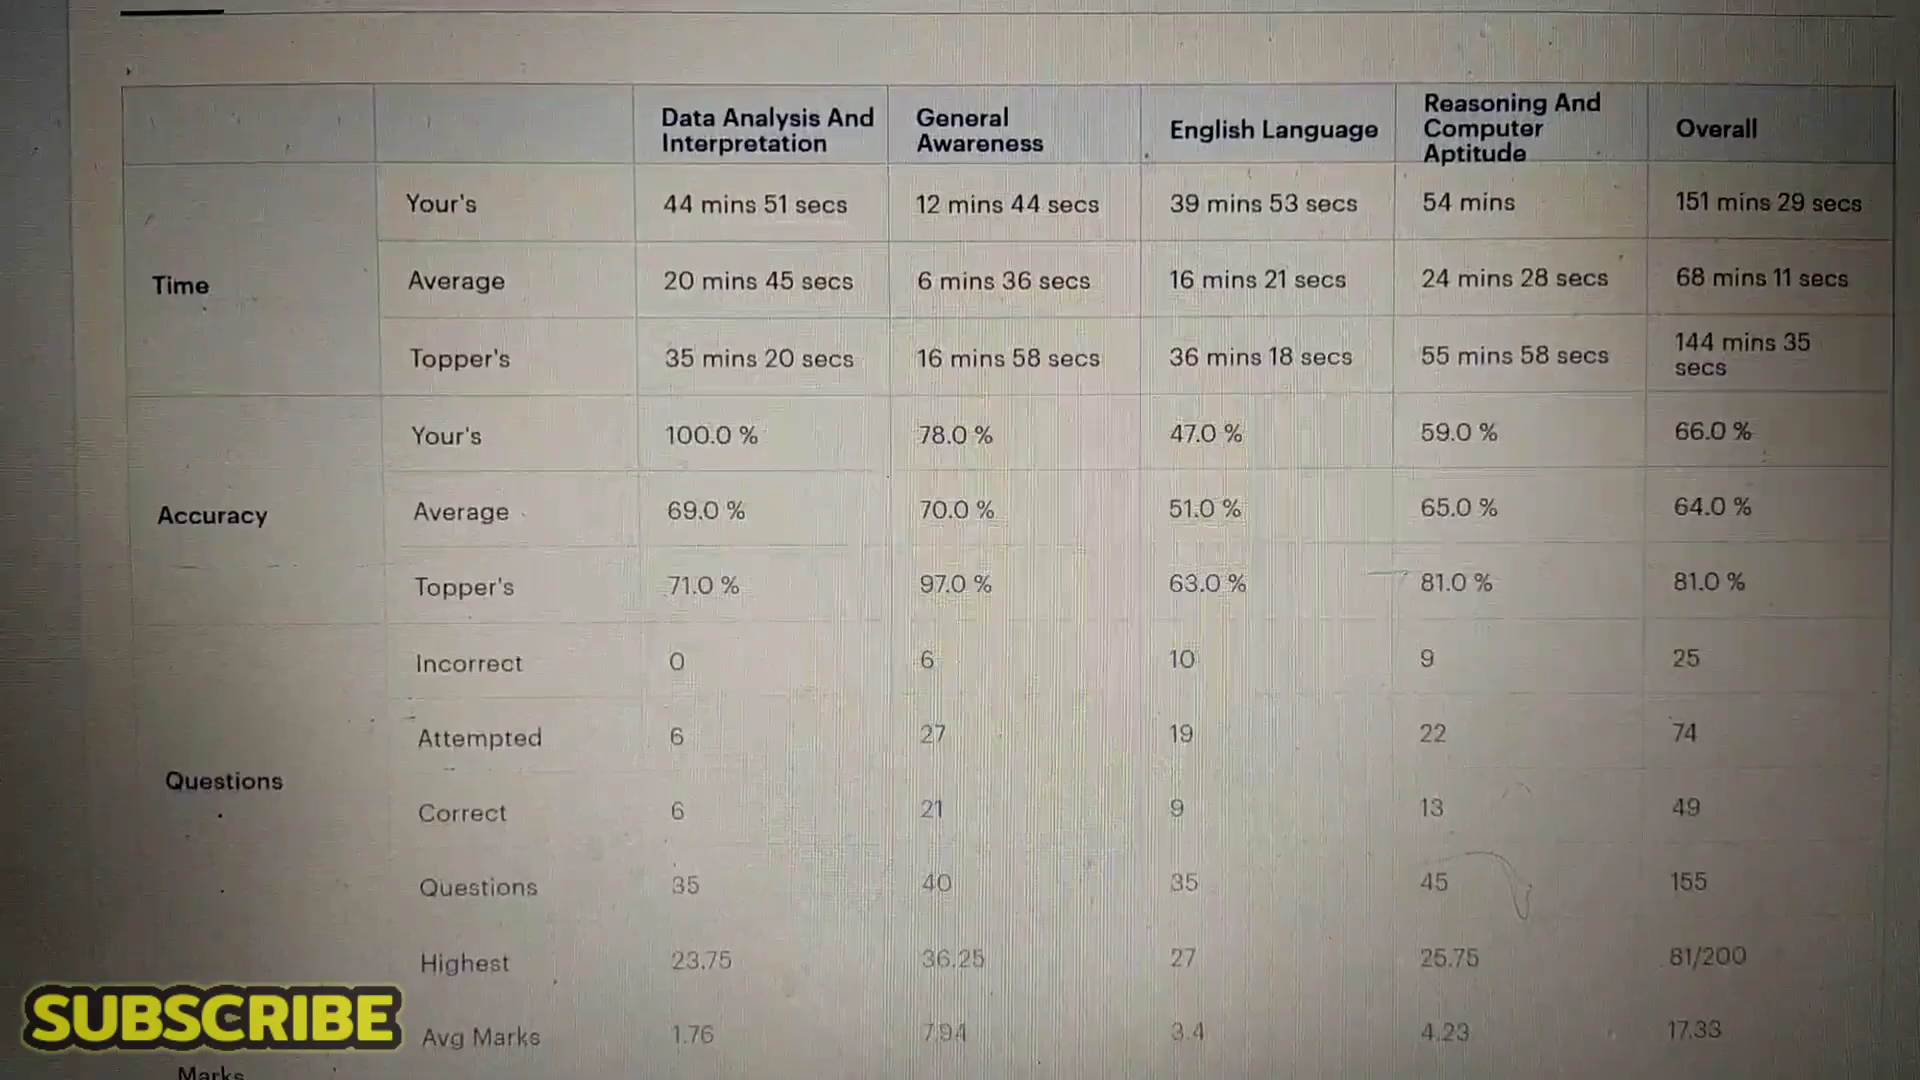 Data Analysis And Interpretation General Awareness English Language Reasoning And Computer Aptitude Overall
Time
Your's 44 mins 51 secs 12 mins 44 secs 39 mins 53 secs 54 mins 151 mins 29 secs
Average 20 mins 45 secs 6 mins 36 secs 16 mins 21 secs 24 mins 28 secs 68 mins 11 secs
Topper's 35 mins 20 secs 16 mins 58 secs 36 mins 18 secs 55 mins 58 secs 144 mins 35 secs
Accuracy
Your's 100.0 % 78.0 % 47.0 % 59.0 % 66.0 %
Average 69.0 % 70.0 % 51.0 % 65.0 % 64.0 %
Topper's 71.0 % 97.0 % 63.0 % 81.0 % 81.0 %
Questions
Incorrect 0 6 10 9 25
Attempted 6 27 19 22 74
Correct 6 21 9 13 49
Questions 35 40 35 45 155
Highest 23.75 36.25 27 25.75 81/200
Avg Marks 1.76 7.94 3.4 4.23 17.33
Marks
SUBSCRIBE